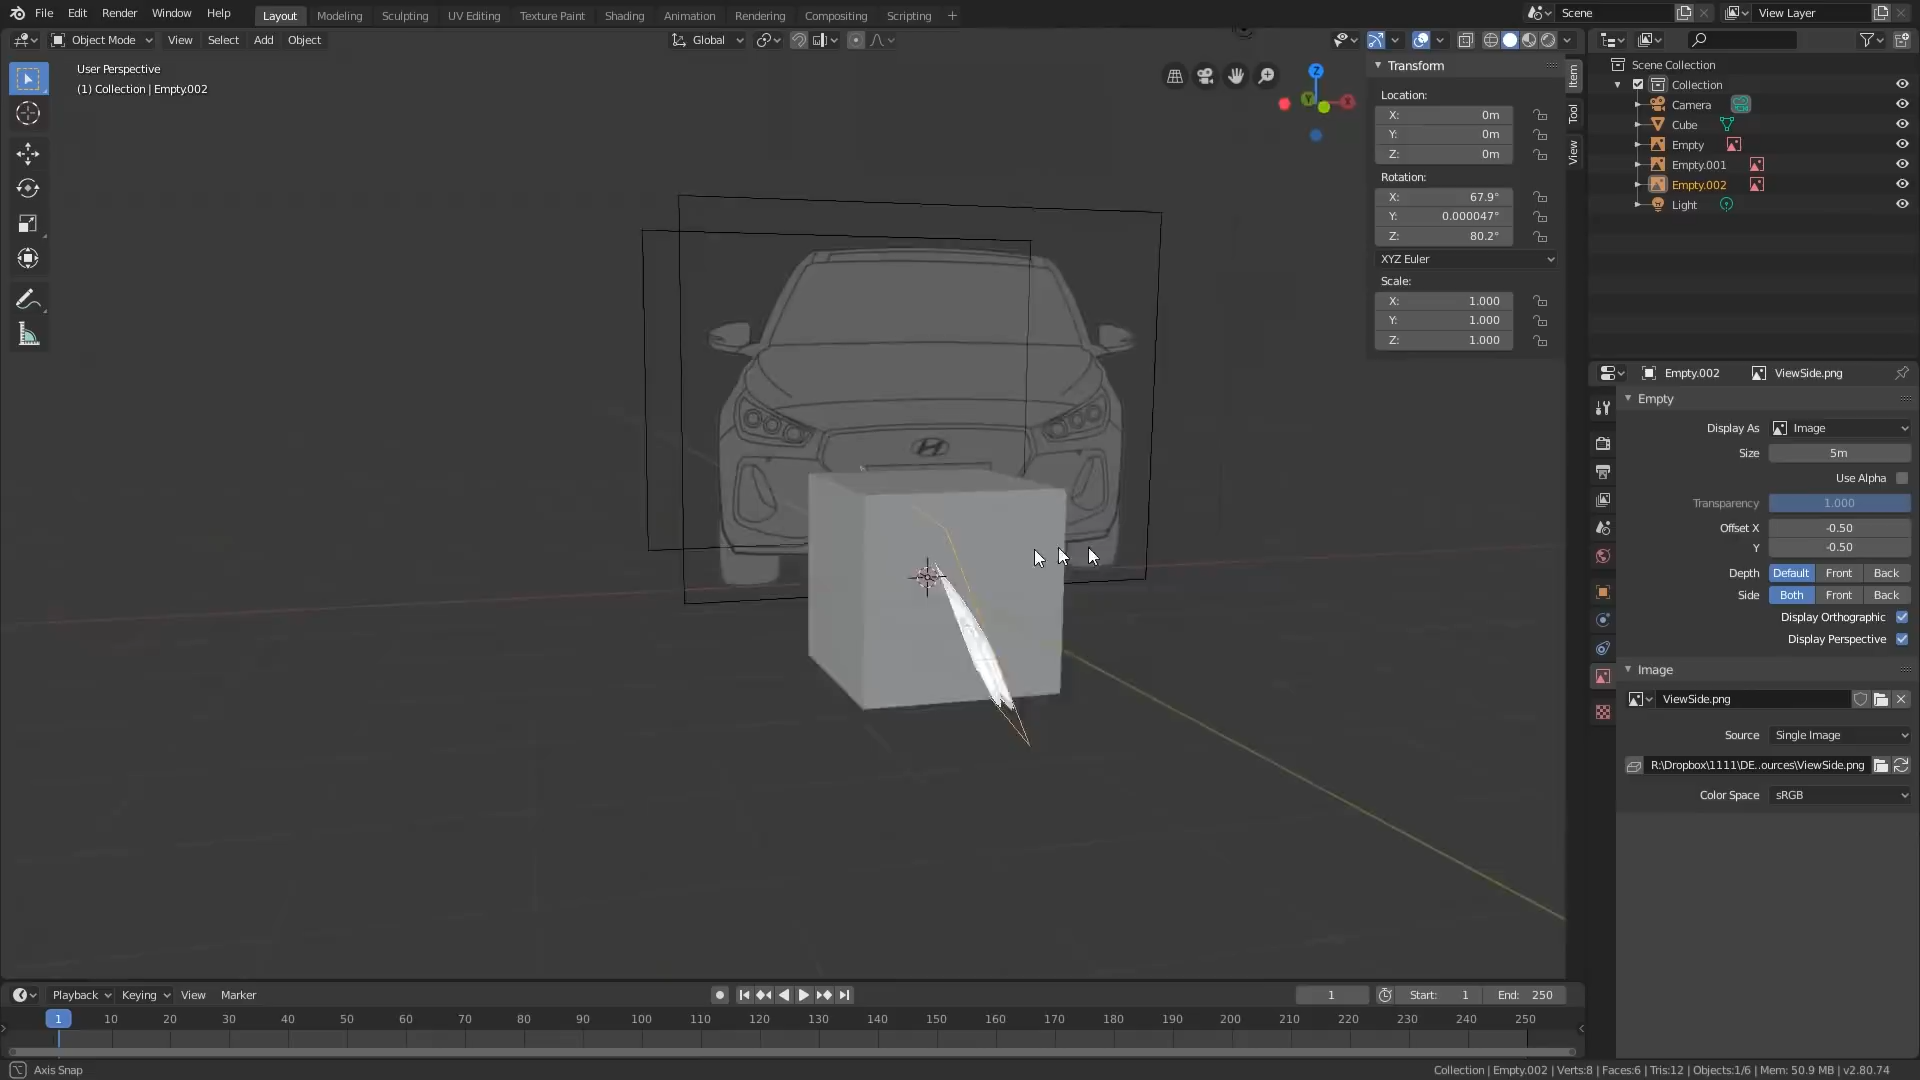 File Edit Render Window Help Layout Modeling Sculpting UV Editing Texture Paint Shading Animation Rendering Compositing Scripting + Scene View Layer
Object Mode View Select Add Object Global
User Perspective
(1) Collection | Empty.002
Z
Y
X
Transform
Location:
X: 0m
Y: 0m
Z: 0m
Rotation:
X: 67.9°
Y: 0.000047°
Z: 80.2°
XYZ Euler
Scale:
X: 1.000
Y: 1.000
Z: 1.000
Item
Tool
View
Scene Collection
Collection
Camera
Cube
Empty
Empty.001
Empty.002
Light
Empty.002 ViewSide.png
Empty
Display As Image
Size 5m
Use Alpha
Transparency 1.000
Offset X -0.50
Y -0.50
Depth Default Front Back
Side Both Front Back
Display Orthographic
Display Perspective
Image
ViewSide.png
Source Single Image
R:\Dropbox\1111\DE..ources\ViewSide.png
Color Space sRGB
Playback Keying View Marker 1 Start: 1 End: 250
1 10 20 30 40 50 60 70 80 90 100 110 120 130 140 150 160 170 180 190 200 210 220 230 240 250
Axis Snap
Collection | Empty.002 | Verts:8 | Faces:6 | Tris:12 | Objects:1/6 | Mem: 50.9 MB | v2.80.74